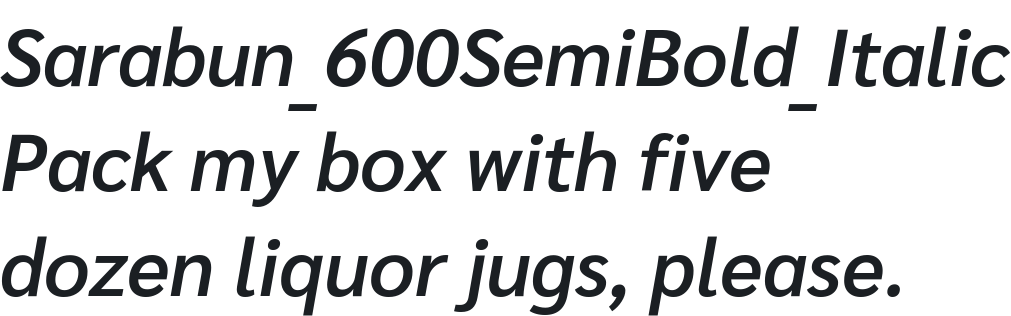 Sarabun_600SemiBold_Italic
Pack my box with five
dozen liquor jugs, please.